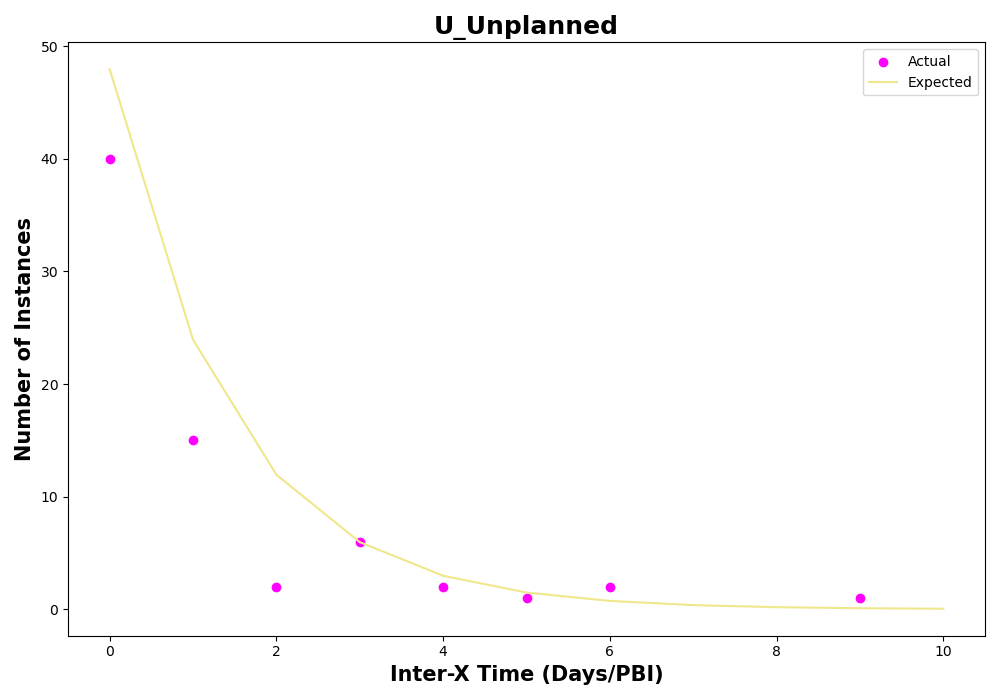 U_Unplanned
Actual
Expected
Number of Instances
50
40
30
20
10
0
0 2 4 6 8 10
Inter-X Time (Days/PBI)